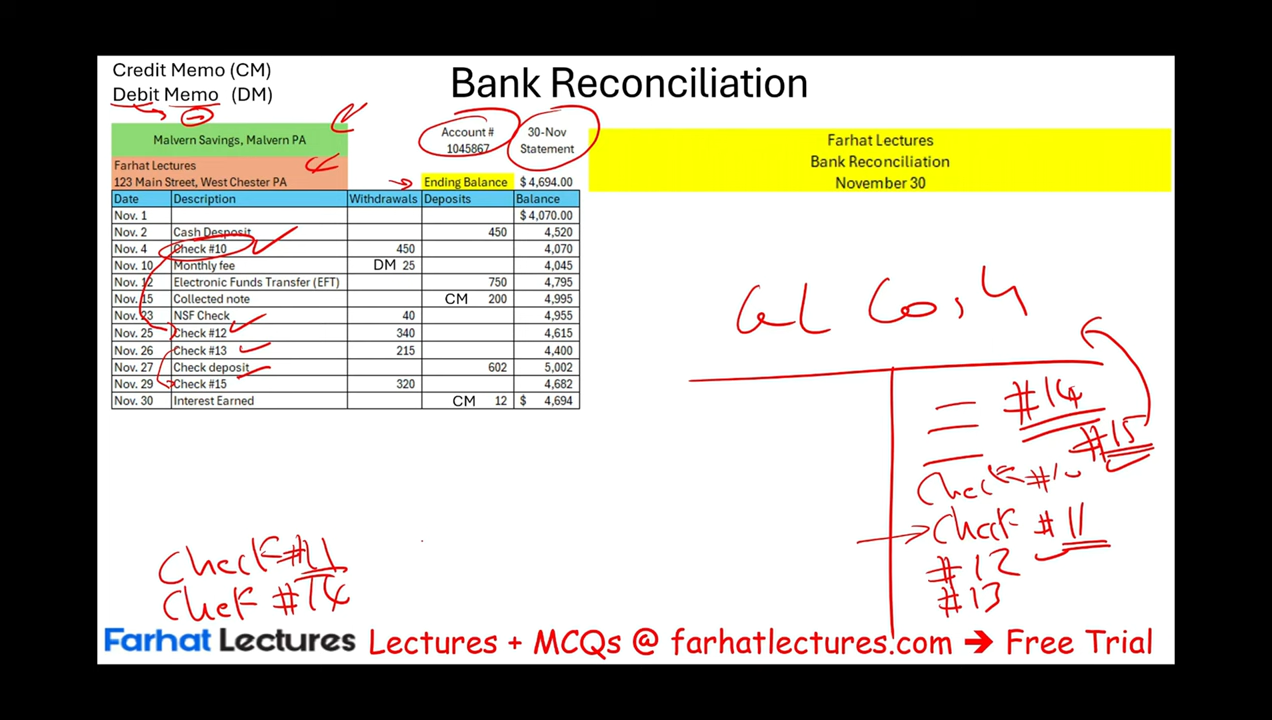 Credit Memo (CM)
Debit Memo (DM)
Bank Reconciliation
Malvern Savings, Malvern PA
Account # 30-Nov
1045867 Statement
Farhat Lectures
123 Main Street, West Chester PA Ending Balance $ 4,694.00
Date Description Withdrawals Deposits Balance
Nov. 1 $ 4,070.00
Nov. 2 Cash Desposit 450 4,520
Nov. 4 Check #10 450 4,070
Nov. 10 Monthly fee DM 25 4,045
Nov. 12 Electronic Funds Transfer (EFT) 750 4,795
Nov. 15 Collected note CM 200 4,995
Nov. 23 NSF Check 40 4,955
Nov. 25 Check #12 340 4,615
Nov. 26 Check #13 215 4,400
Nov. 27 Check deposit 602 5,002
Nov. 29 Check #15 320 4,682
Nov. 30 Interest Earned CM 12 $ 4,694
Farhat Lectures
Bank Reconciliation
November 30
GL Cash
#14
#15
Check #10
Check #11
#12
#13
Check #11
Chek #14
Farhat Lectures Lectures + MCQs @ farhatlectures.com → Free Trial